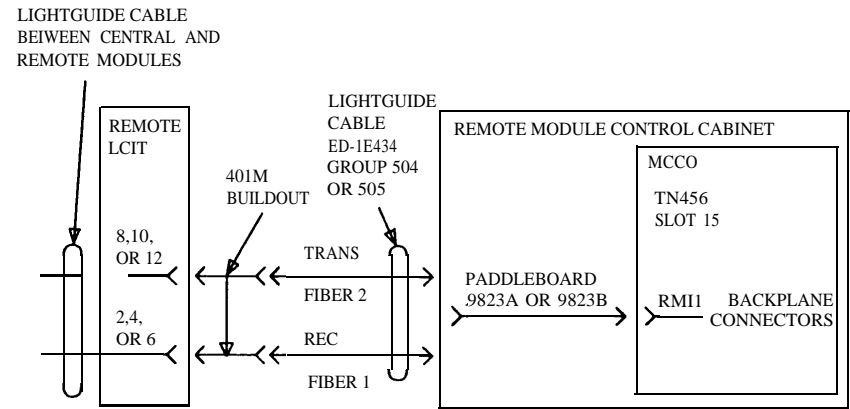 LIGHTGUIDE CABLE
BEIWEEN CENTRAL AND
REMOTE MODULES
REMOTE
LCIT
8,10,
OR 12
2,4,
OR 6
401M
BUILDOUT
LIGHTGUIDE
CABLE
ED-1E434
GROUP 504
OR 505
TRANS
FIBER 2
REC
FIBER 1
REMOTE MODULE CONTROL CABINET
MCCO
TN456
SLOT 15
PADDLEBOARD
.9823A OR 9823B
RMI1
BACKPLANE
CONNECTORS